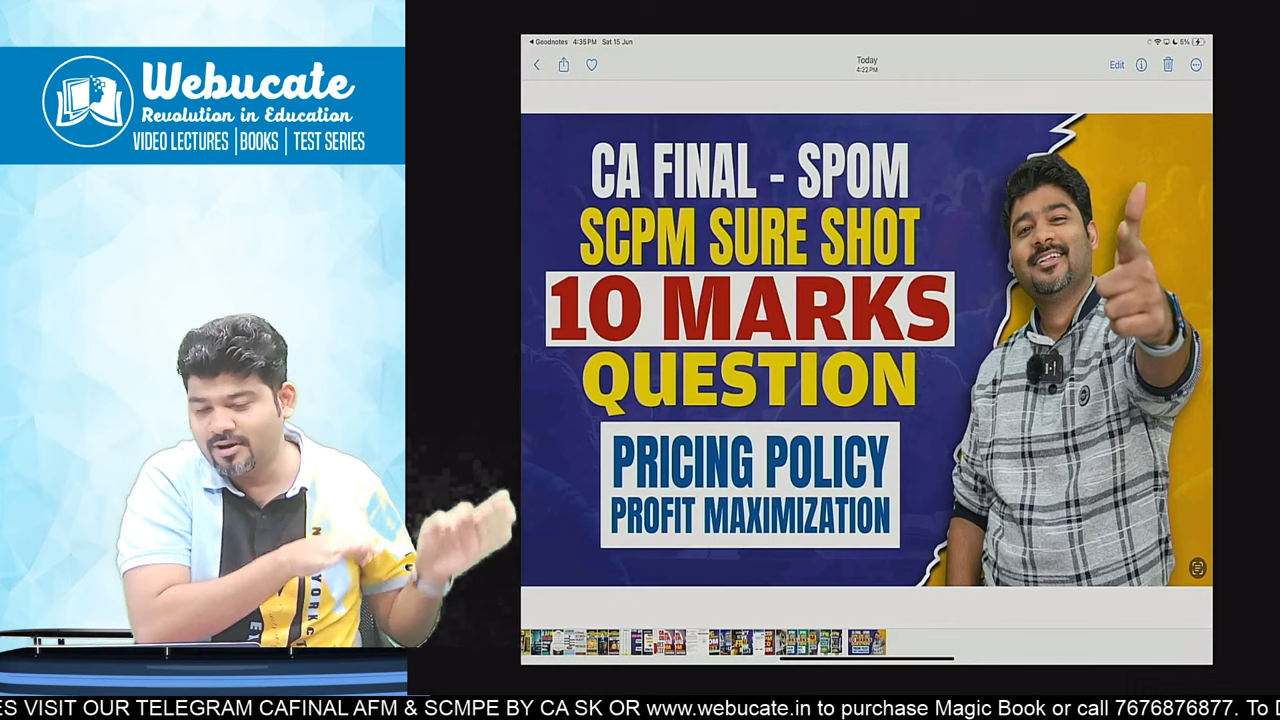 Webucate
Revolution in Education
VIDEO LECTURES | BOOKS | TEST SERIES
Goodnotes 4:35 PM Sat 15 Jun
5%
Today
4:22 PM
Edit
CA FINAL - SPOM
SCPM SURE SHOT
10 MARKS
QUESTION
PRICING POLICY
PROFIT MAXIMIZATION
ES VISIT OUR TELEGRAM CAFINAL AFM & SCMPE BY CA SK OR www.webucate.in to purchase Magic Book or call 7676876877. To